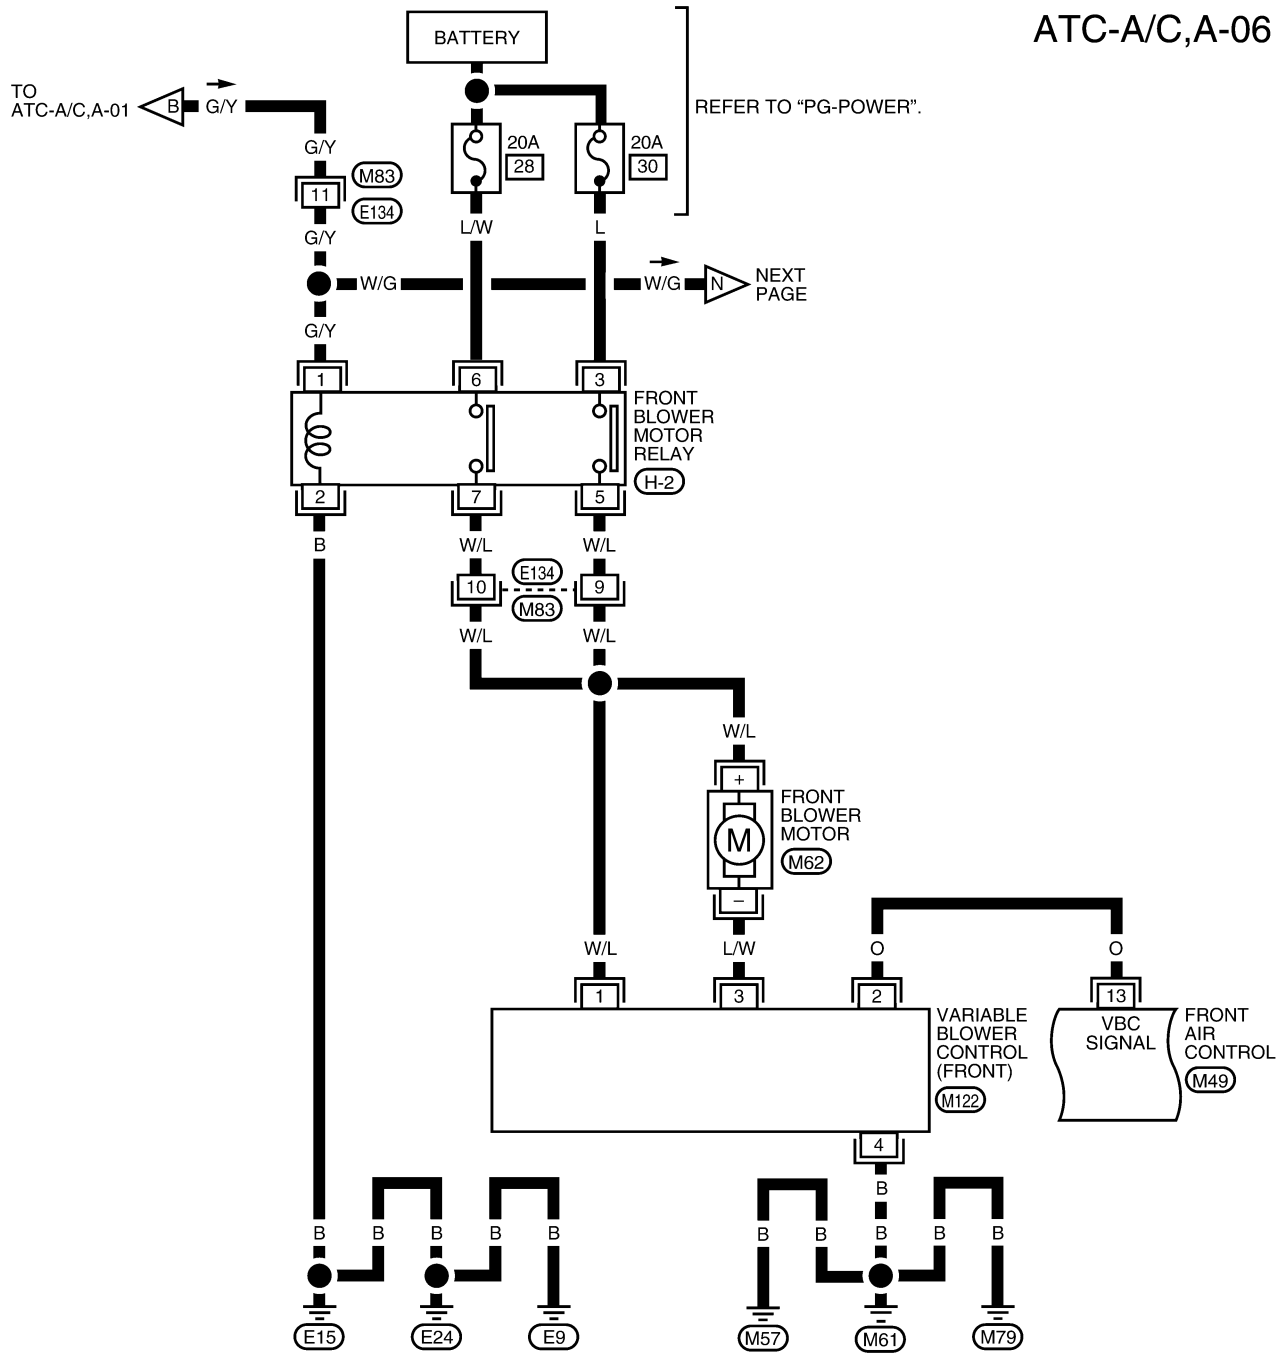 ATC-A/C,A-06
BATTERY
TO
ATC-A/C,A-01
B
G/Y
REFER TO “PG-POWER”.
20A
28
20A
30
G/Y
M83
11
E134
G/Y
L/W
L
W/G
W/G
N
NEXT
PAGE
G/Y
1
6
3
FRONT
BLOWER
MOTOR
RELAY
H-2
2
7
5
B
W/L
W/L
10
E134
M83
9
W/L
W/L
W/L
+
FRONT
BLOWER
MOTOR
M
M62
–
W/L
L/W
O
O
1
3
2
13
VBC
SIGNAL
VARIABLE
BLOWER
CONTROL
(FRONT)
M122
FRONT
AIR
CONTROL
M49
4
B
B
B
B
B
B
B
B
B
B
B
E15
E24
E9
M57
M61
M79